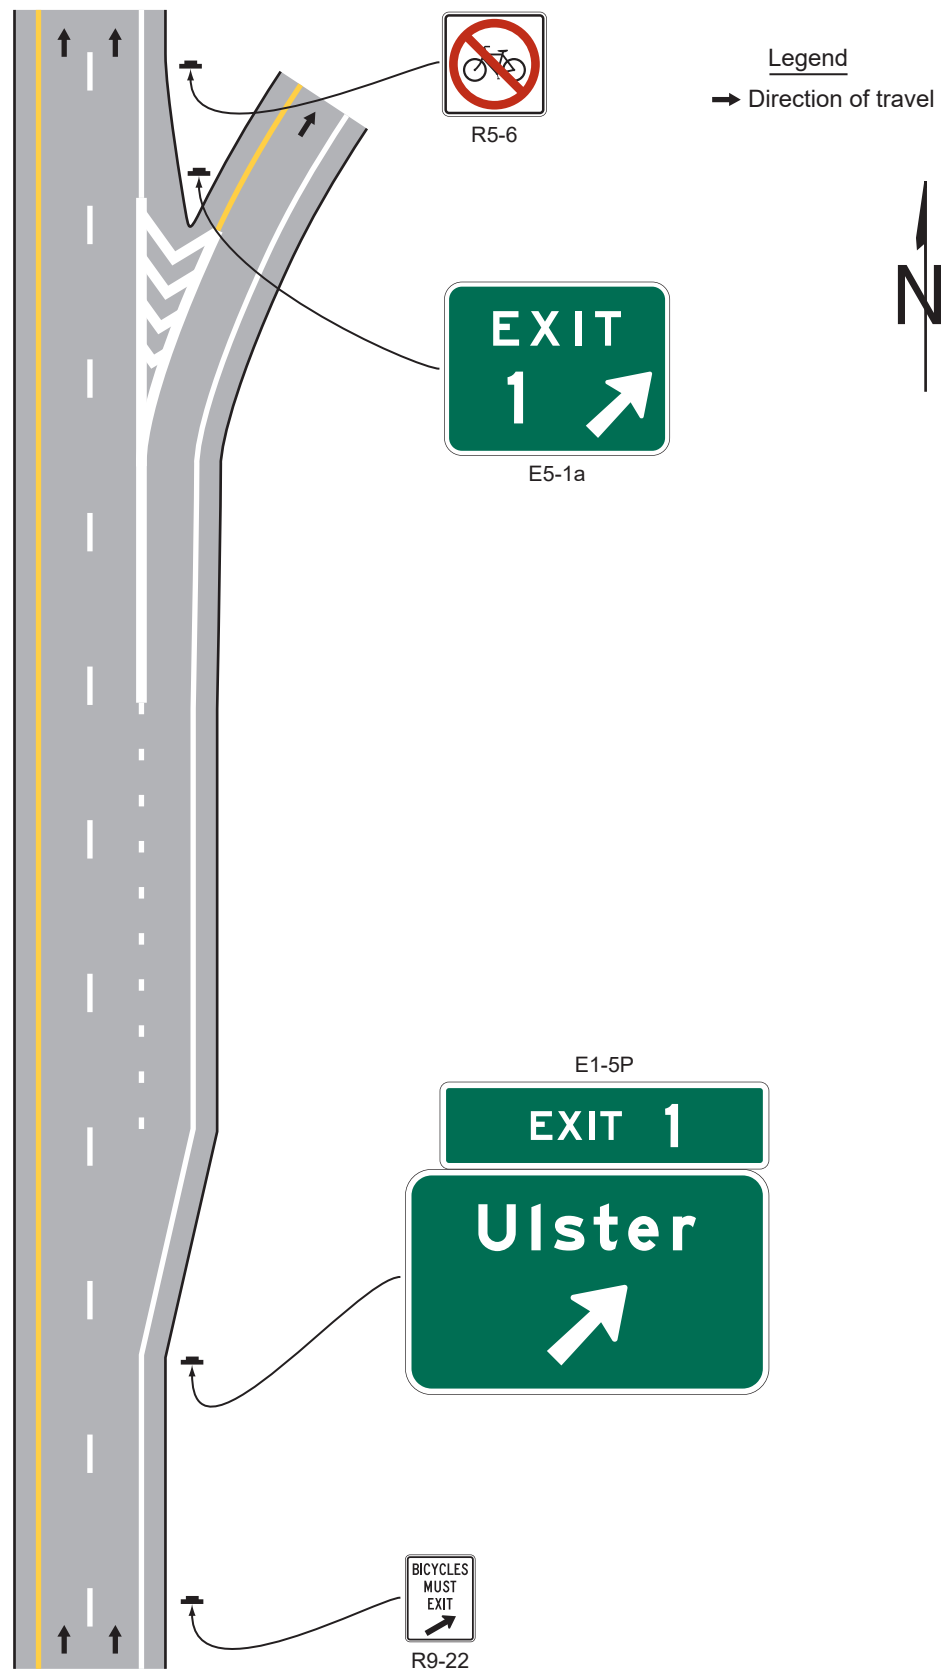 Legend
Direction of travel
R5-6
N
EXIT
1
E5-1a
E1-5P
EXIT 1
Ulster
BICYCLES
MUST
EXIT
R9-22